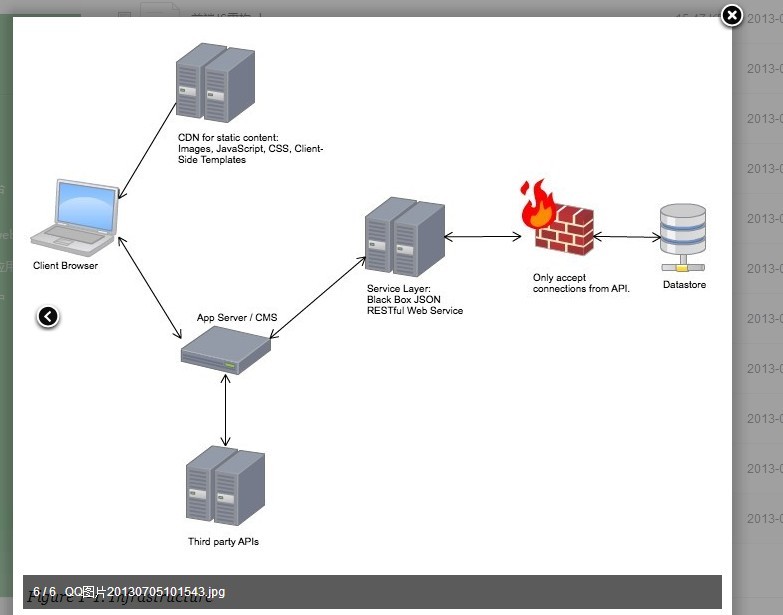 2013-0
CDN for static content:
Images, JavaScript, CSS, Client-
Side Templates
2013-0
2013-0
2013-0
2013-0
Client Browser
Service Layer:
Black Box JSON
RESTful Web Service
Only accept
connections from API.
Datastore
2013-0
App Server / CMS
2013-0
2013-0
2013-0
2013-0
2013-0
Third party APIs
6 / 6 QQ图片20130705101543.jpg
Figure 1-1. Infrastructure